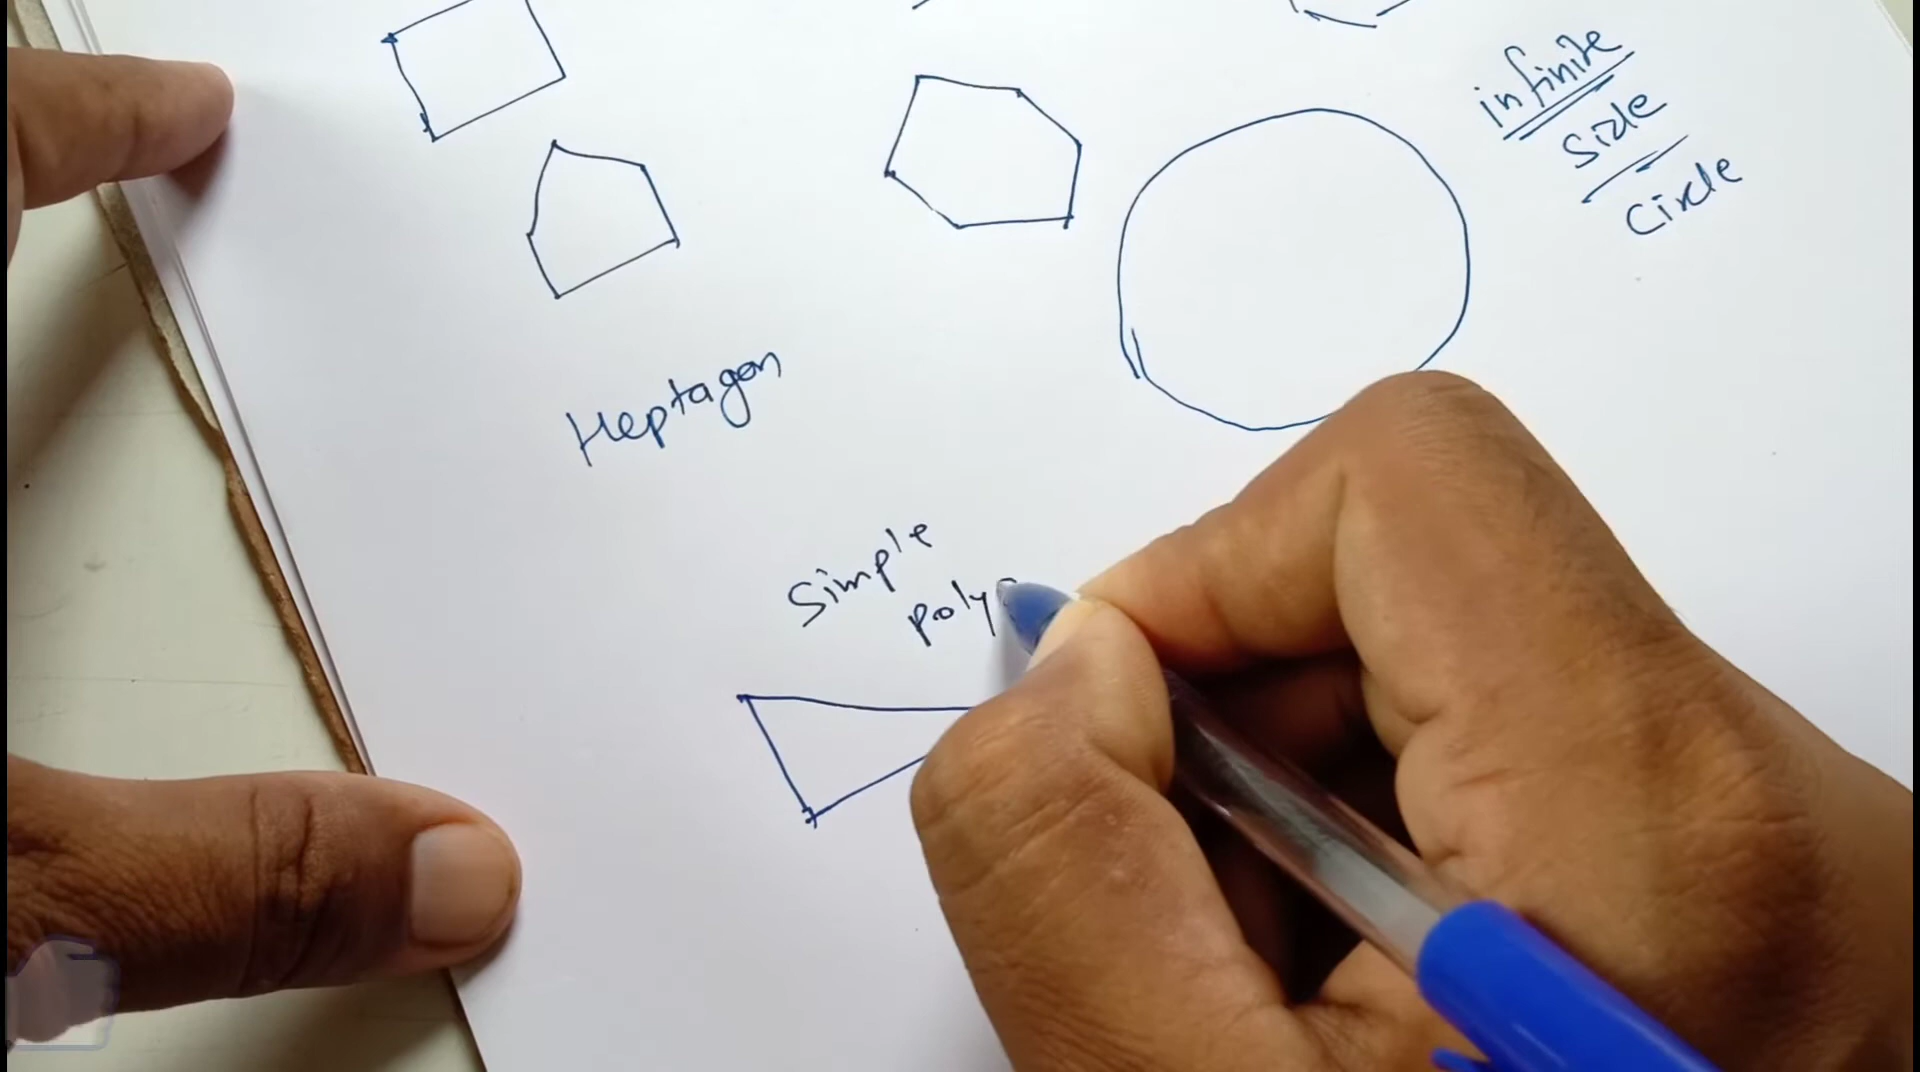 infinite
side
circle
Heptagon
Simple
poly